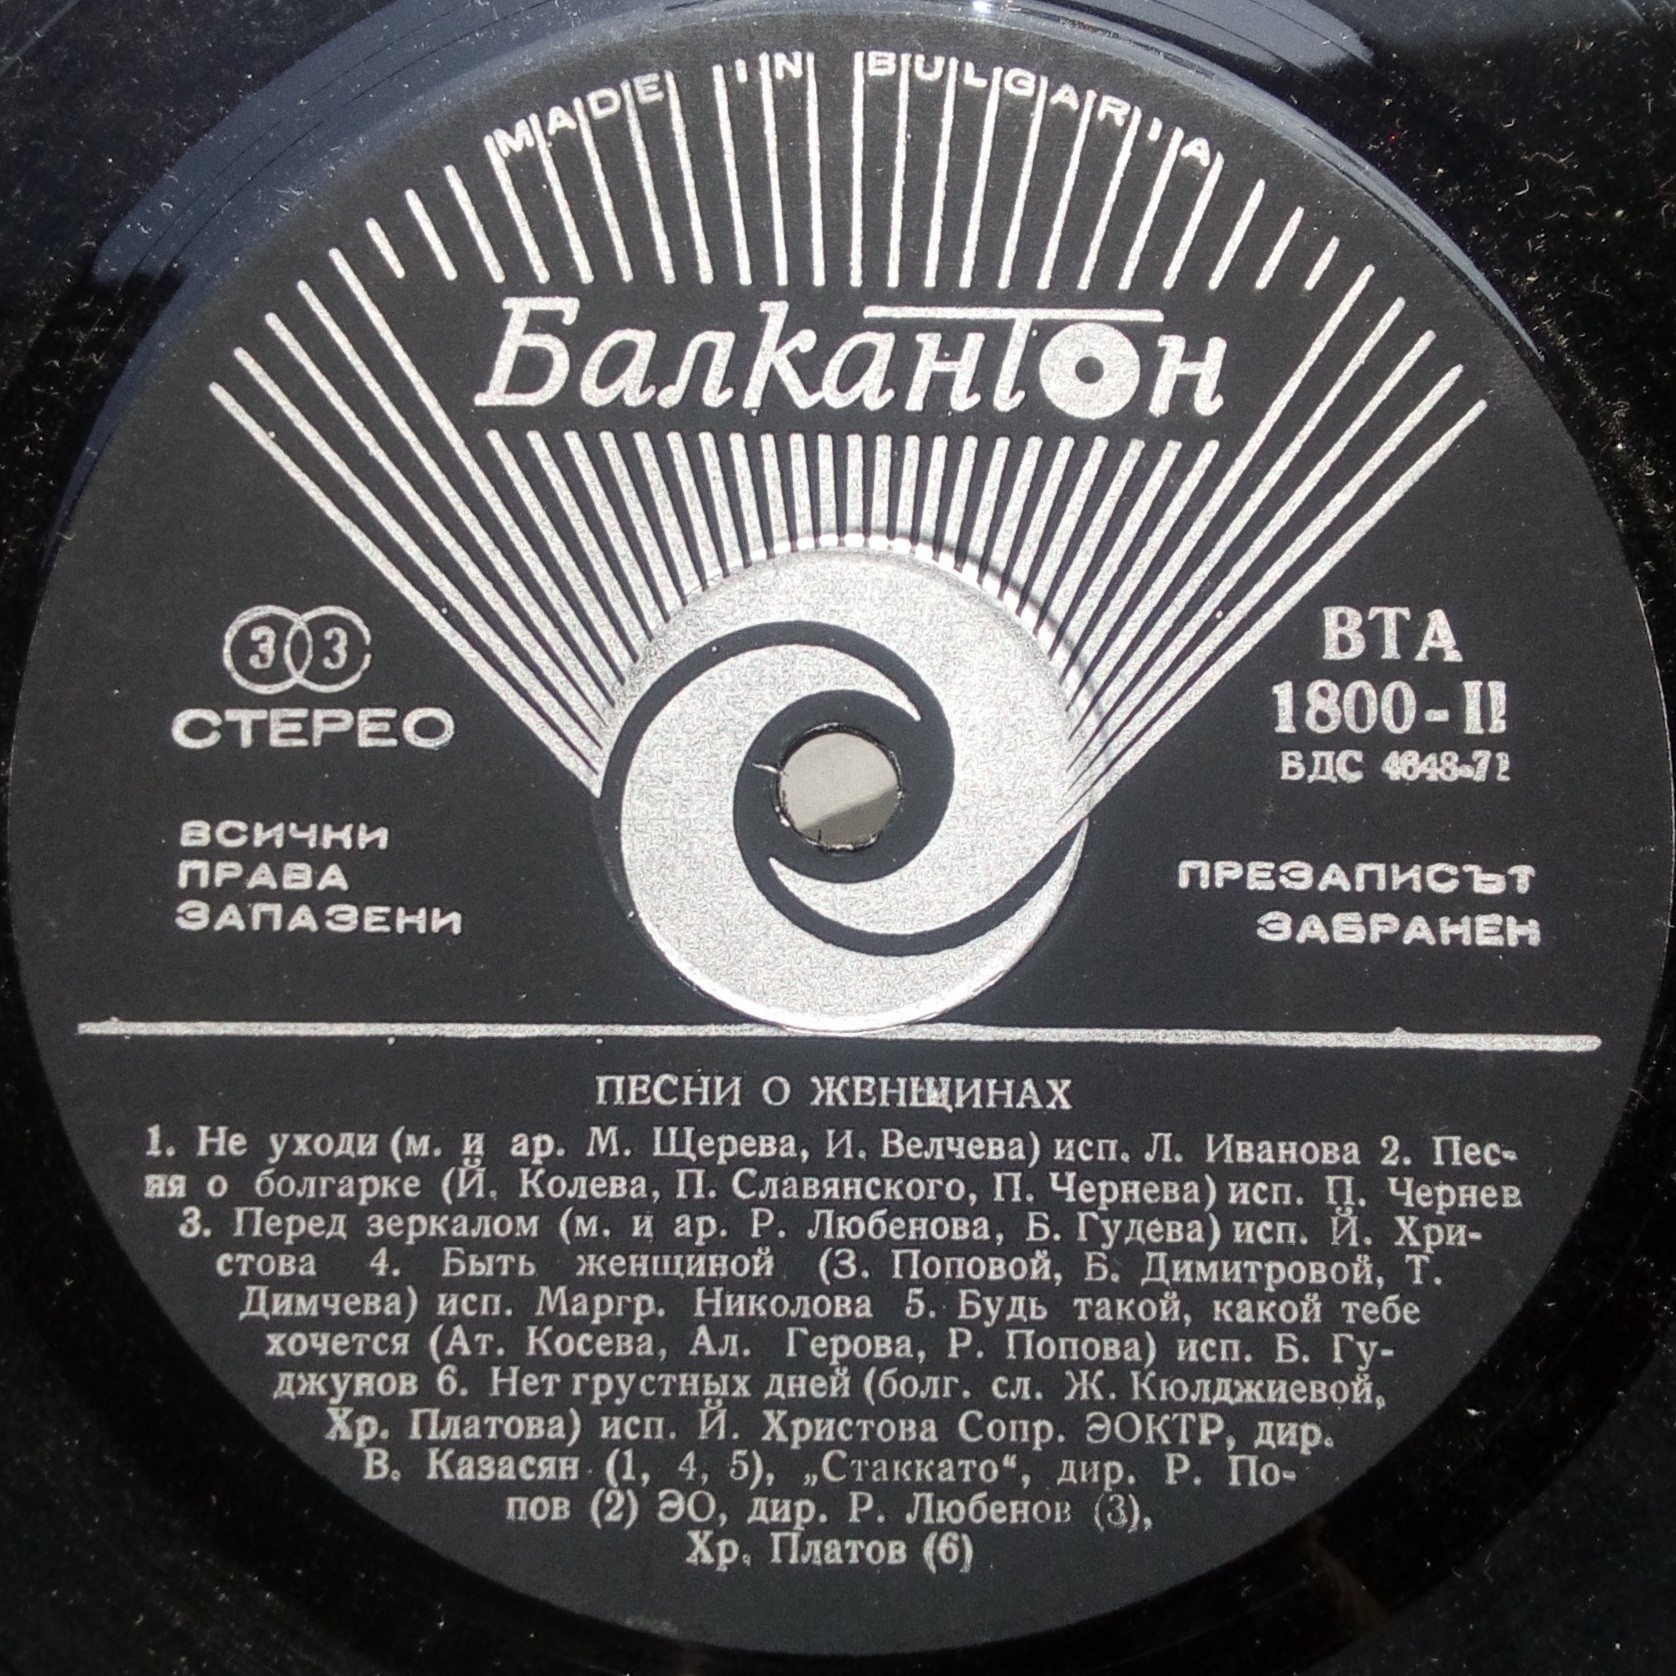 MADE IN BULGARIA
Балкантон
33
СТЕРЕО
ВСИЧКИ
ПРАВА
ЗАПАЗЕНИ
ВТА
1800-II
БДС 4648-71
ПРЕЗАПИСЪТ
ЗАБРАНЕН
ПЕСНИ О ЖЕНЩИНАХ
1. Не уходи (м. и ар. М. Щерева, И. Велчева) исп. Л. Иванова 2. Пес-
ня о болгарке (Й. Колева, П. Славянского, П. Чернева) исп. П. Чернев
3. Перед зеркалом (м. и ар. Р. Любенова, Б. Гудева) исп. Й. Хри-
стова 4. Быть женщиной (З. Поповой, Б. Димитровой, Т.
Димчева) исп. Маргр. Николова 5. Будь такой, какой тебе
хочется (Ат. Косева, Ал. Герова, Р. Попова) исп. Б. Гу-
джунов 6. Нет грустных дней (болг. сл. Ж. Кюлджиевой,
Хр. Платова) исп. Й. Христова Сопр. ЭОКТР, дир.
В. Казасян (1, 4, 5), „Стаккато“, дир. Р. По-
пов (2) ЭО, дир. Р. Любенов (3),
Хр. Платов (6)